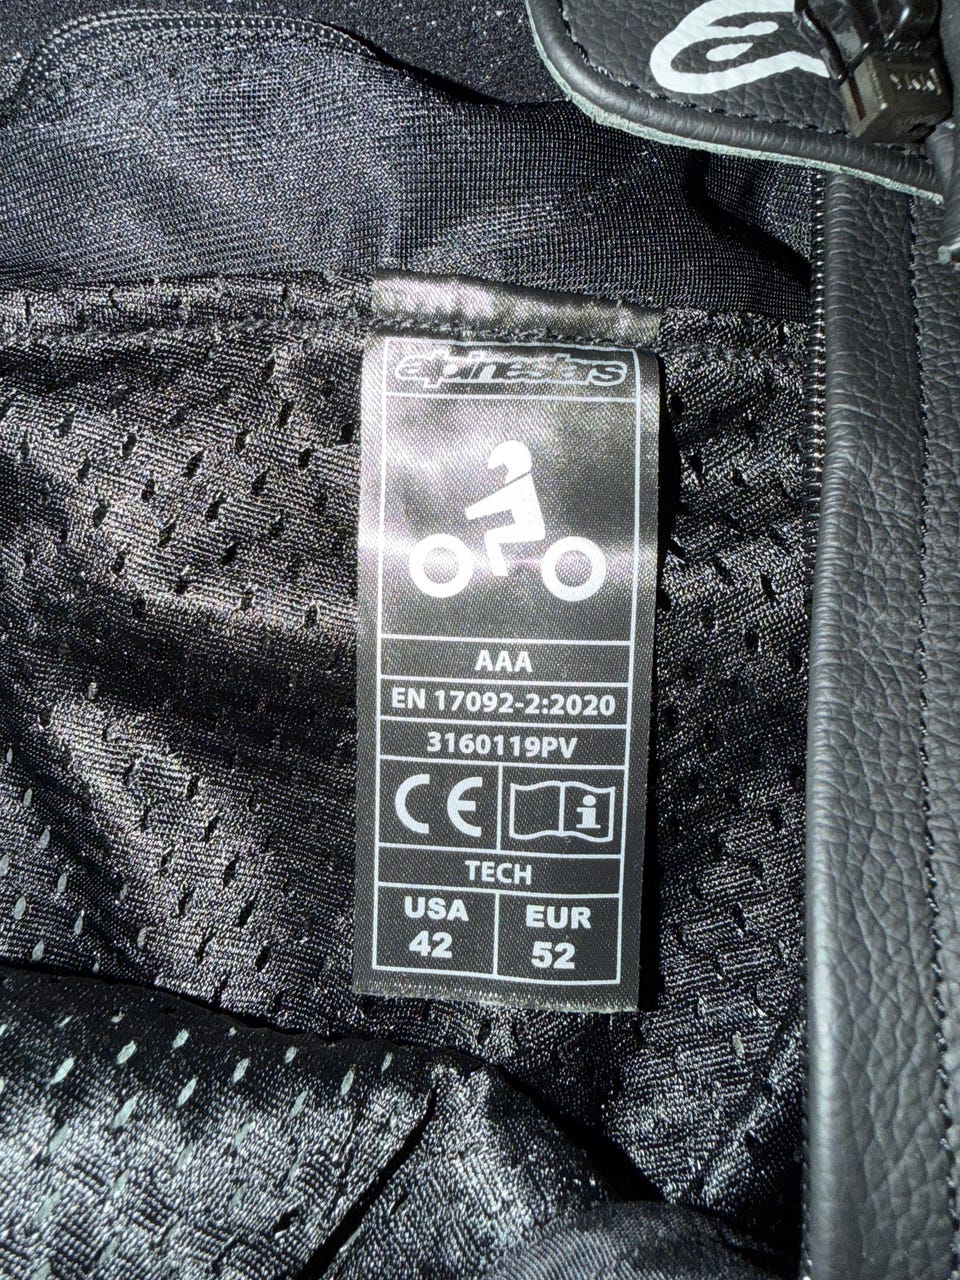 alpinestars
AAA
EN 17092-2:2020
3160119PV
CE
i
TECH
USA
42
EUR
52